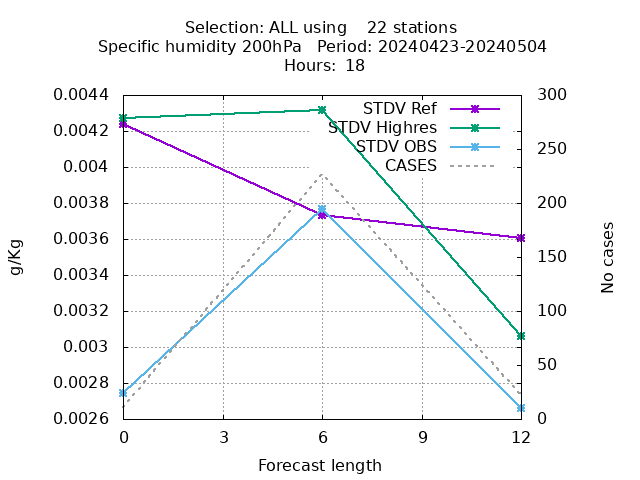 Selection: ALL using    22 stations
Specific humidity 200hPa   Period: 20240423-20240504
Hours: 18
STDV Ref
STDV Highres
STDV OBS
CASES
0.0044
0.0042
0.004
0.0038
0.0036
0.0034
0.0032
0.003
0.0028
0.0026
300
250
200
150
100
50
0
g/Kg
No cases
0 3 6 9 12
Forecast length